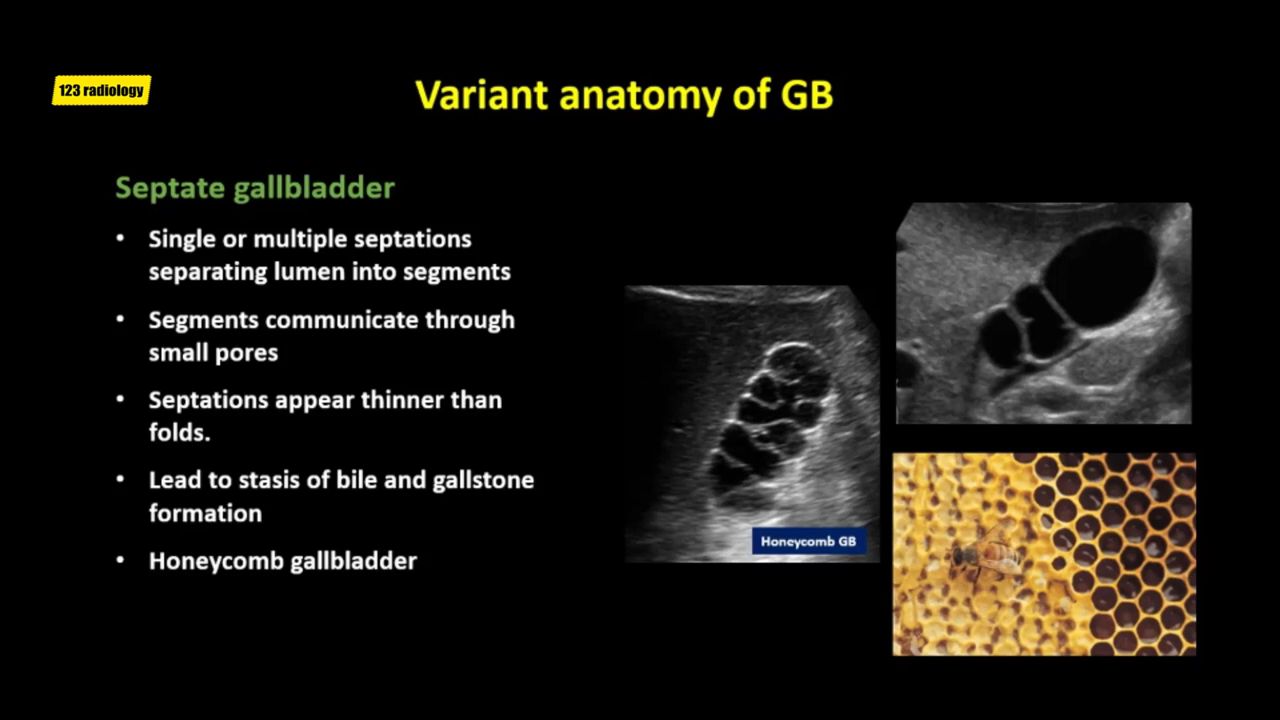 123 radiology
Variant anatomy of GB
Septate gallbladder
• Single or multiple septations
separating lumen into segments
• Segments communicate through
small pores
• Septations appear thinner than
folds.
• Lead to stasis of bile and gallstone
formation
• Honeycomb gallbladder
Honeycomb GB